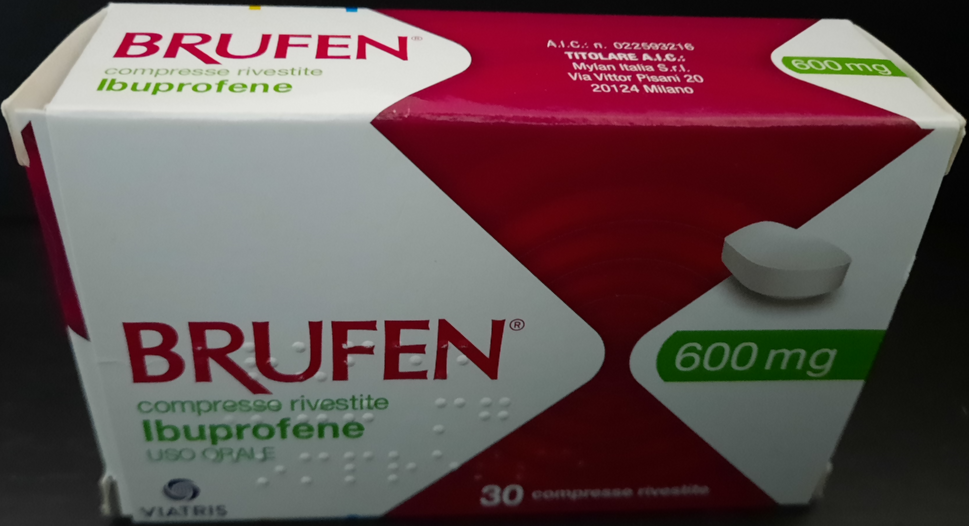 BRUFEN®
compresse rivestite
Ibuprofene
A.I.C.: n. 022593216
TITOLARE A.I.C.:
Mylan Italia S.r.l.
Via Vittor Pisani 20
20124 Milano
600 mg
BRUFEN®
compresse rivestite
Ibuprofene
USO ORALE
VIATRIS
600 mg
30 compresse rivestite